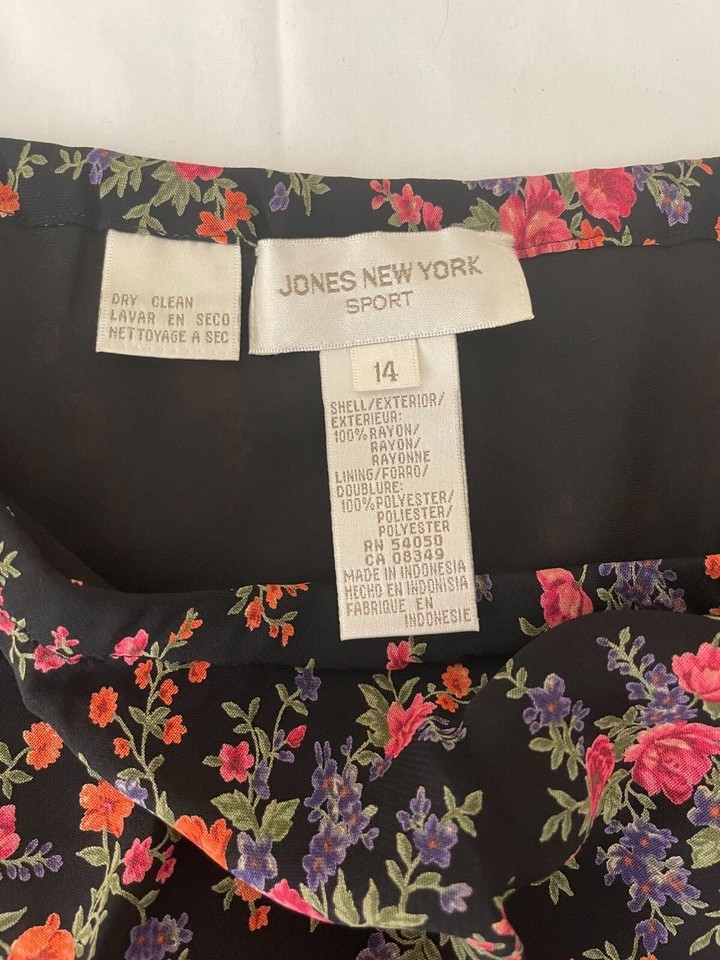 DRY CLEAN
LAVAR EN SECO
NETTOYAGE A SEC
JONES NEW YORK
SPORT
14
SHELL/EXTERIOR/
EXTERIEUR:
100% RAYON/
RAYON/
RAYONNE
LINING/FORRO/
DOUBLURE:
100% POLYESTER/
POLIESTER/
POLYESTER
RN 54050
CA 08349
MADE IN INDONESIA
HECHO EN INDONISIA
FABRIQUE EN
INDONESIE